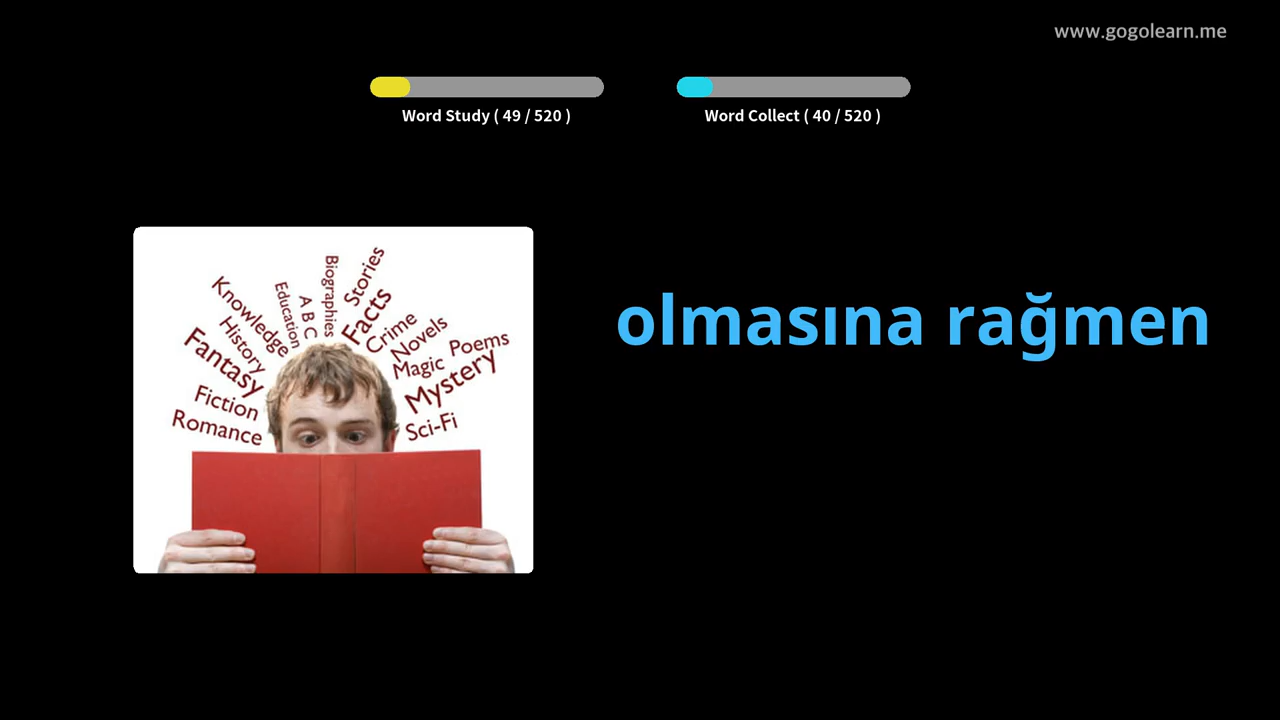 www.gogolearn.me
Word Study ( 49 / 520 )
Word Collect ( 40 / 520 )
olmasına rağmen
Knowledge
Education
A B C
Biographies
Stories
Facts
History
Fantasy
Crime
Novels
Magic
Poems
Mystery
Fiction
Romance
Sci-Fi